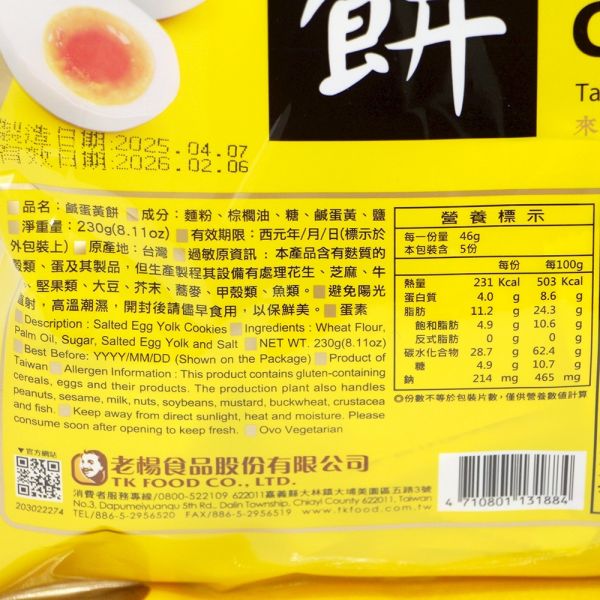 餅
Ta
來
製造日期:2025.04.07
有效日期:2026.02.06
品名：鹹蛋黃餅 成分：麵粉、棕櫚油、糖、鹹蛋黃、鹽
淨重量：230g(8.11oz) 有效期限：西元年/月/日(標示於
外包裝上) 原產地：台灣 過敏原資訊：本產品含有麩質的
穀類、蛋及其製品，但生產製程其設備有處理花生、芝麻、牛
、堅果類、大豆、芥末、蕎麥、甲殼類、魚類。 避免陽光
射，高溫潮濕，開封後請儘早食用，以保鮮美。 蛋素
Description : Salted Egg Yolk Cookies Ingredients : Wheat Flour,
Palm Oil, Sugar, Salted Egg Yolk and Salt NET WT. 230g(8.11oz)
Best Before: YYYY/MM/DD (Shown on the Package) Product of
Taiwan Allergen Information : This product contains gluten-containing
cereals, eggs and their products. The production plant also handles
peanuts, sesame, milk, nuts, soybeans, mustard, buckwheat, crustacea
and fish. Keep away from direct sunlight, heat and moisture. Please
consume soon after opening to keep fresh. Ovo Vegetarian
營養標示
每一份量 46g
本包裝含 5份
每份 每100g
熱量 231 Kcal 503 Kcal
蛋白質 4.0 g 8.6 g
脂肪 11.2 g 24.3 g
飽和脂肪 4.9 g 10.6 g
反式脂肪 0 g 0 g
碳水化合物 28.7 g 62.4 g
糖 4.9 g 10.7 g
鈉 214 mg 465 mg
◎份數不等於包裝片數，僅供營養數值計算
▼官方網站
203022274
老楊食品股份有限公司
TK FOOD CO., LTD.
消費者服務專線/0800-522109 622011嘉義縣大林鎮大埔美園區五路3號
No.3, Dapumeiyuanqu 5th Rd., Dalin Township, Chiayi County 622011, Taiwan
TEL/886-5-2956520 FAX/886-5-2956519 www.tkfood.com.tw
4 710801 131884